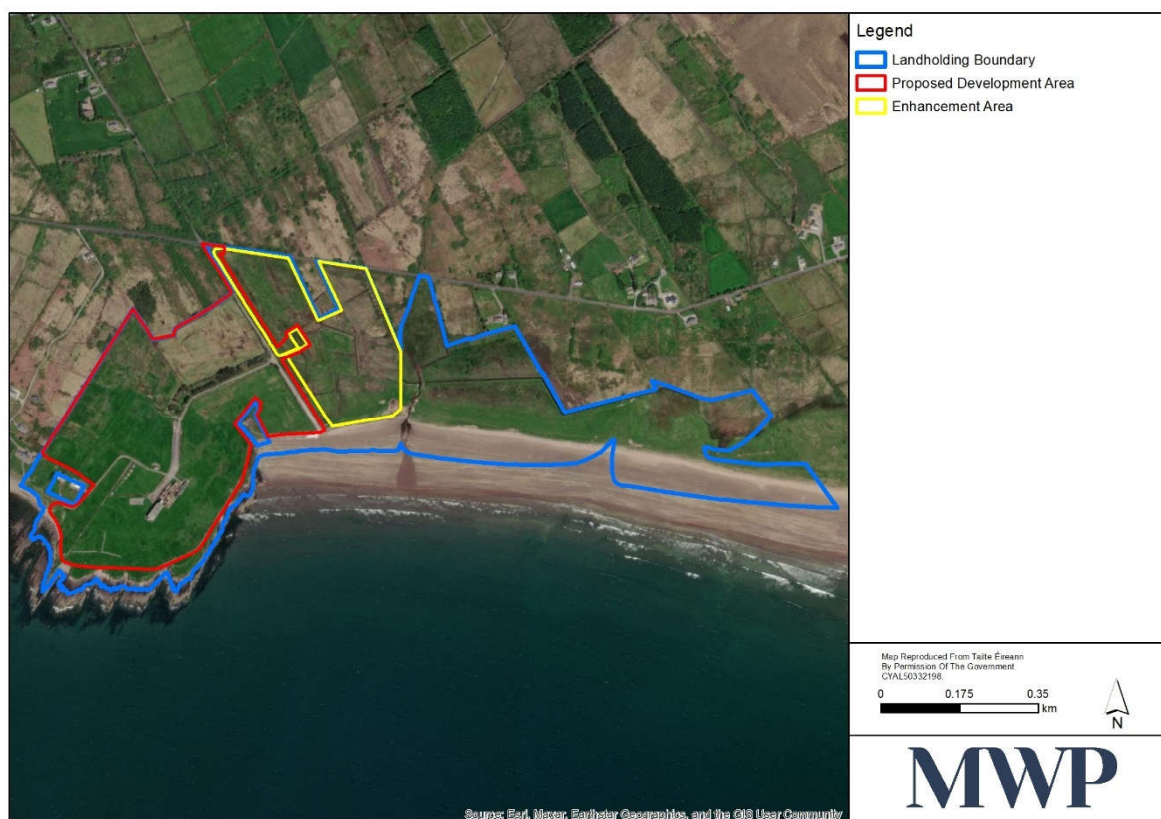 Legend
Landholding Boundary
Proposed Development Area
Enhancement Area
Map Reproduced From Tailte Éireann
By Permission Of The Government
CYAL50332198.
0 0.175 0.35
km
N
MWP
Source: Esri, Maxar, Earthstar Geographics, and the GIS User Community